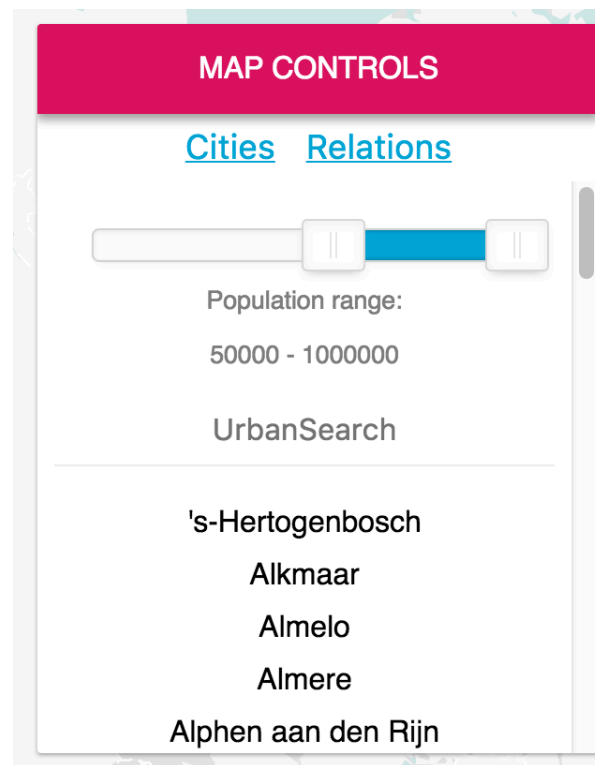 MAP CONTROLS
Cities Relations
Population range:
50000 - 1000000
UrbanSearch
's-Hertogenbosch
Alkmaar
Almelo
Almere
Alphen aan den Rijn